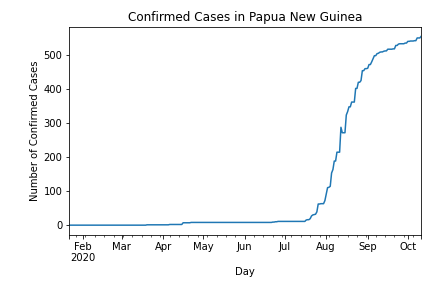 Confirmed Cases in Papua New Guinea
Number of Confirmed Cases
500
400
300
200
100
0
Feb Mar Apr May Jun Jul Aug Sep Oct
2020
Day